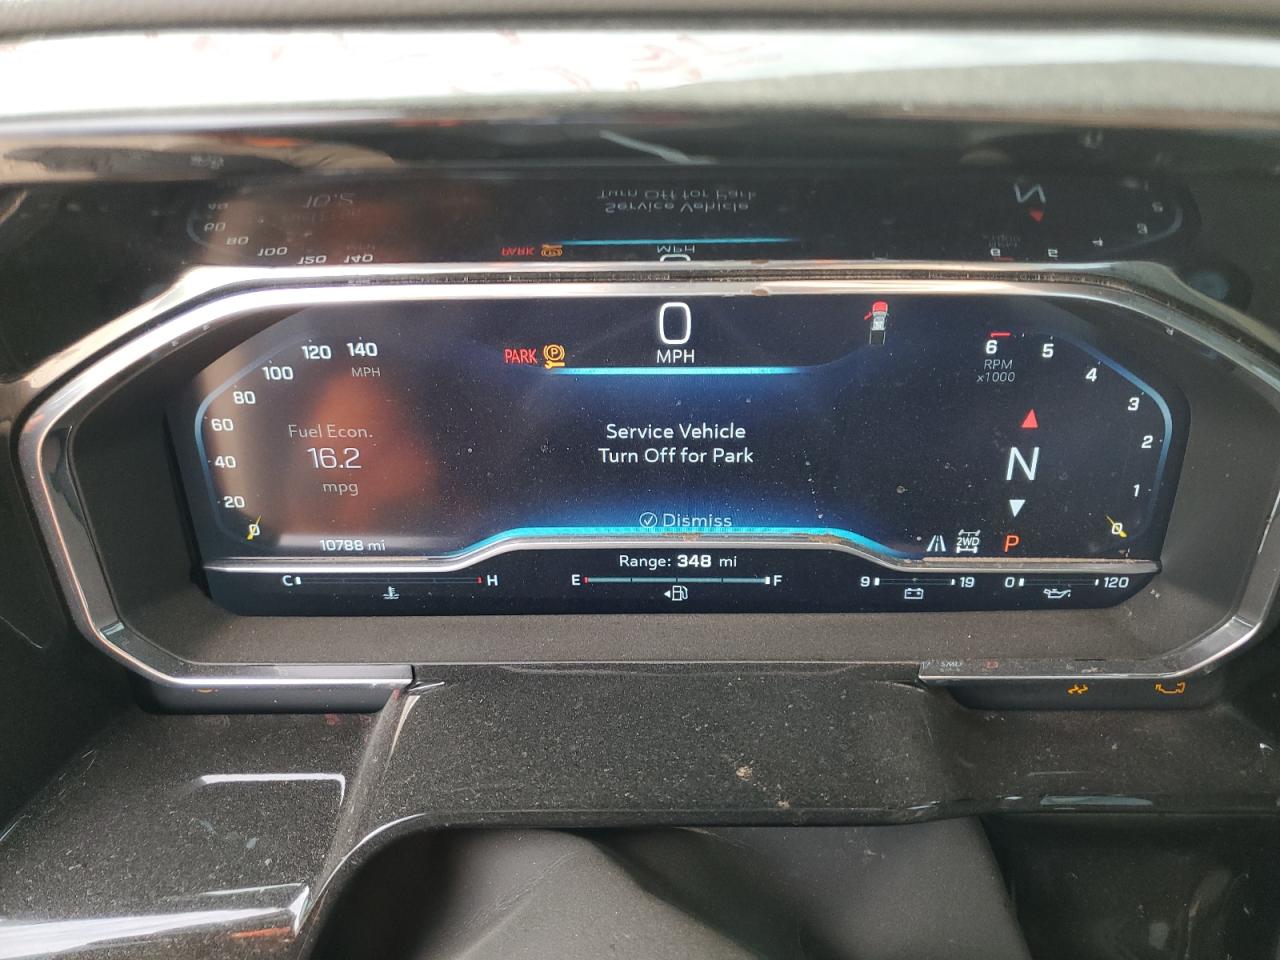 0
MPH
PARK
120 140
MPH
100
80
60
40
20
0
Fuel Econ.
16.2
mpg
10788 mi
Service Vehicle
Turn Off for Park
Dismiss
6 5
RPM
x1000
4
3
2
1
0
N
2WD
P
Range: 348 mi
C H
E F
9 19
0 120